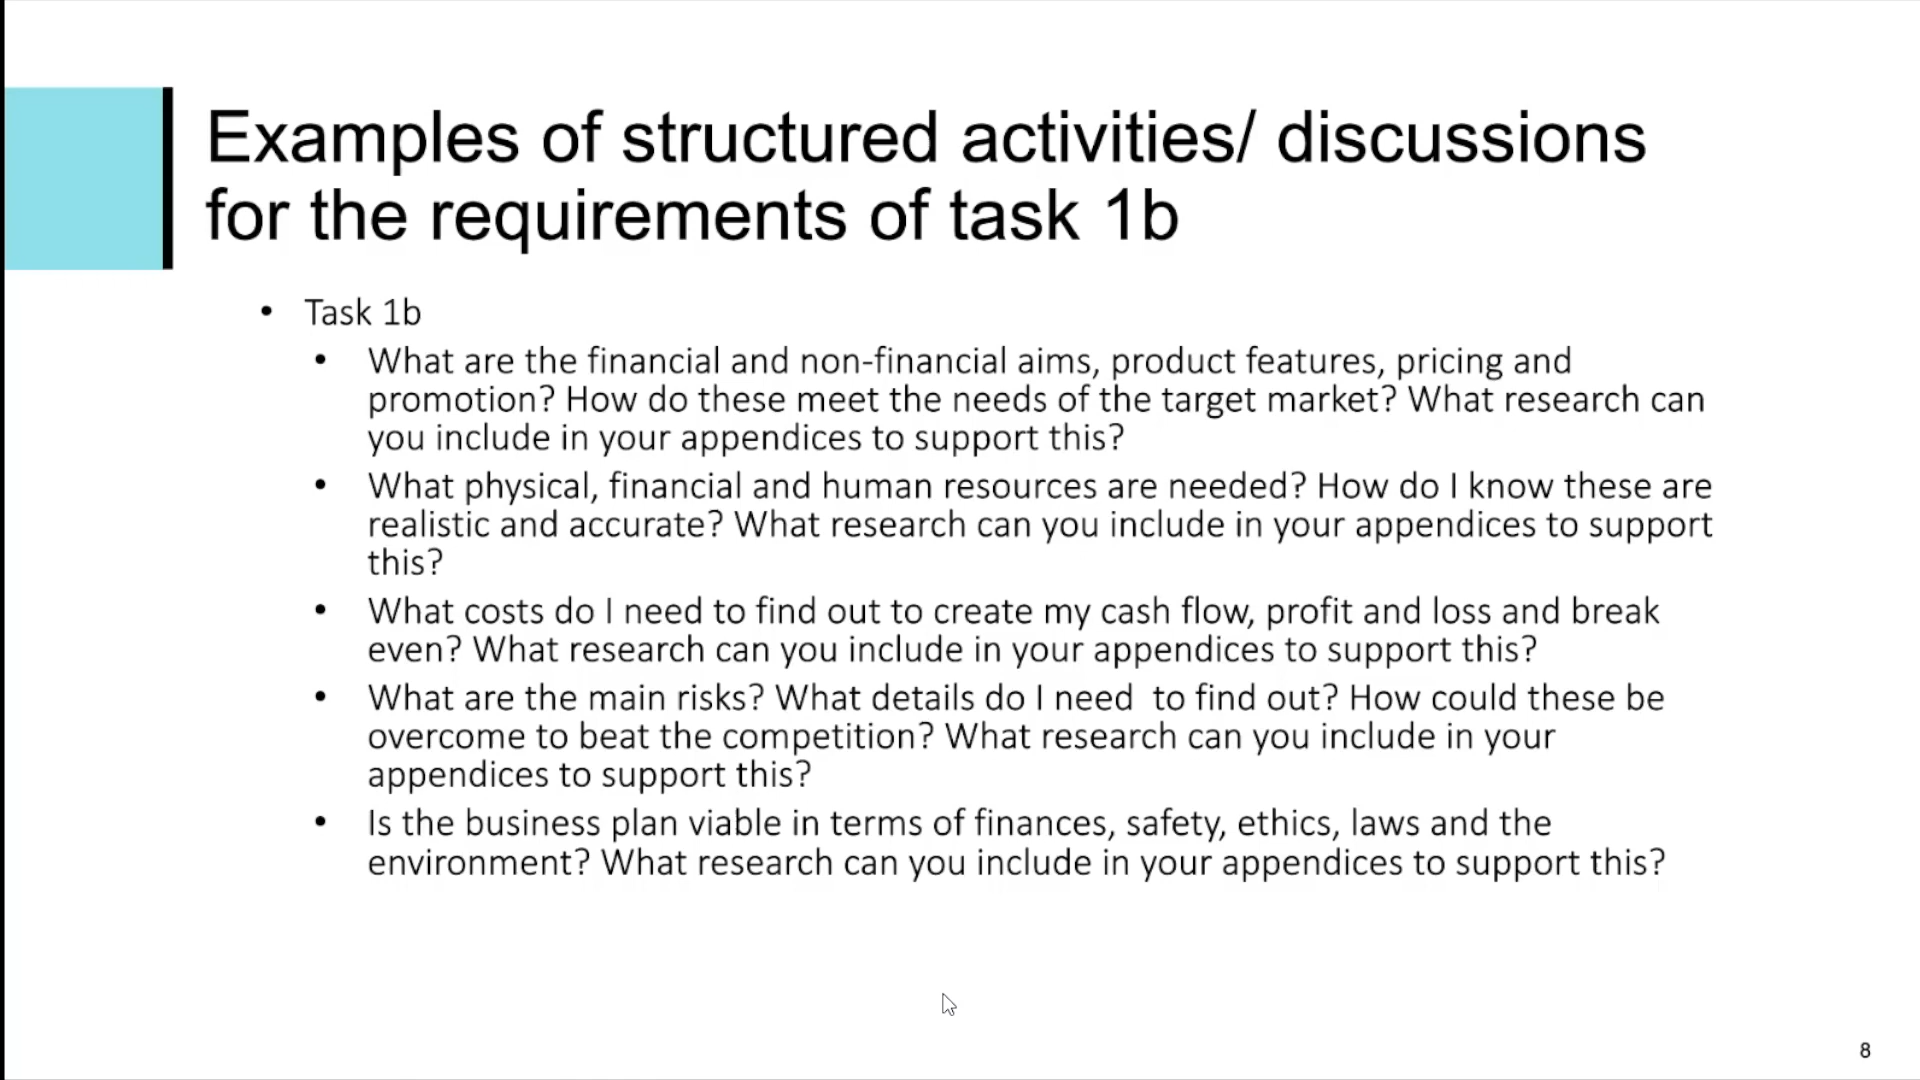 Examples of structured activities/ discussions
for the requirements of task 1b
• Task 1b
• What are the financial and non-financial aims, product features, pricing and
promotion? How do these meet the needs of the target market? What research can
you include in your appendices to support this?
• What physical, financial and human resources are needed? How do I know these are
realistic and accurate? What research can you include in your appendices to support
this?
• What costs do I need to find out to create my cash flow, profit and loss and break
even? What research can you include in your appendices to support this?
• What are the main risks? What details do I need  to find out? How could these be
overcome to beat the competition? What research can you include in your
appendices to support this?
• Is the business plan viable in terms of finances, safety, ethics, laws and the
environment? What research can you include in your appendices to support this?
8